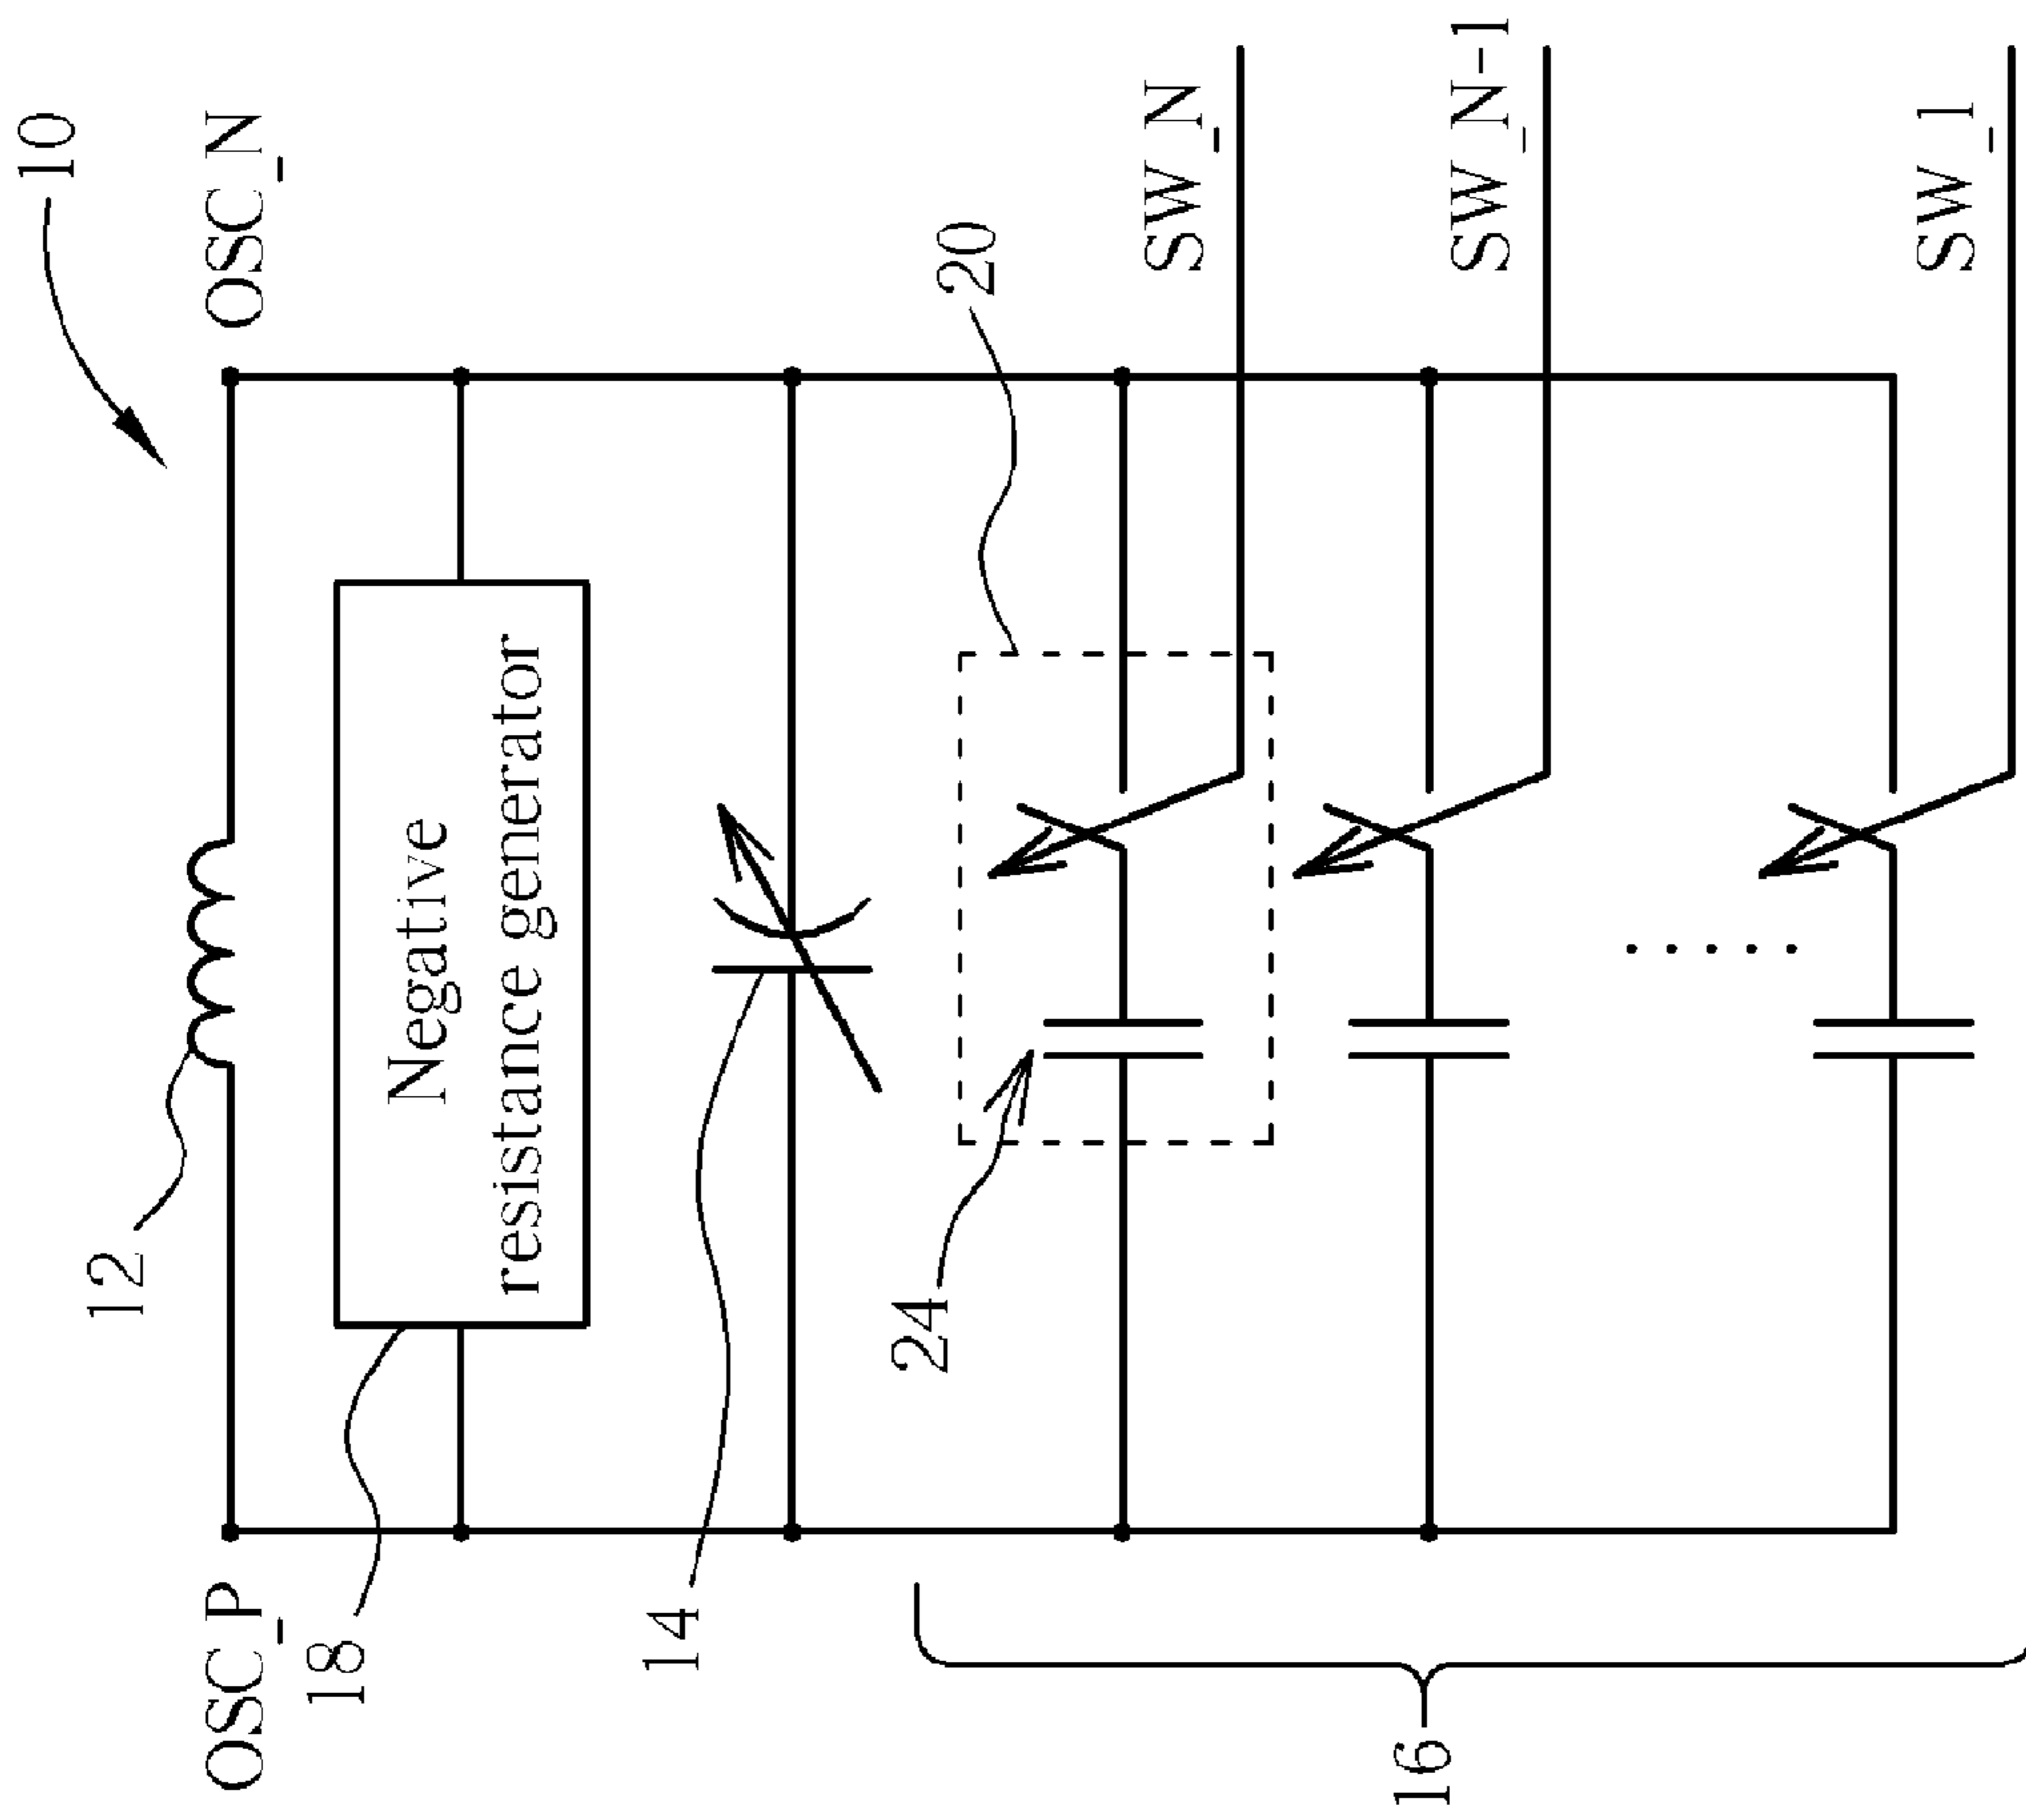 10
OSC_P
OSC_N
12
18
Negative
resistance generator
14
24
20
SW_N
SW_N-1
.....
16
SW_1